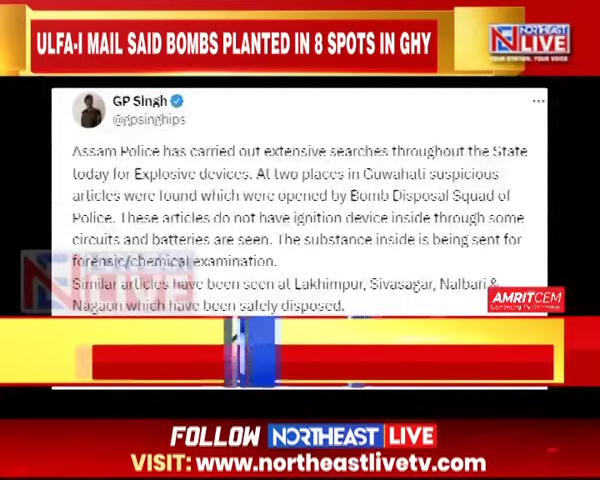 ULFA-I MAIL SAID BOMBS PLANTED IN 8 SPOTS IN GHY
NORTHEAST
LIVE
YOUR STATION, YOUR VOICE
GP Singh
@gpsinghips
Assam Police has carried out extensive searches throughout the State
today for Explosive devices. At two places in Guwahati suspicious
articles were found which were opened by Bomb Disposal Squad of
Police. These articles do not have ignition device inside through some
circuits and batteries are seen. The substance inside is being sent for
forensic/chemical examination.
Similar articles have been seen at Lakhimpur, Sivasagar, Nalbari &
Nagaon which have been safely disposed.
AMRITCEM
FOLLOW NORTHEAST LIVE
VISIT: www.northeastlivetv.com